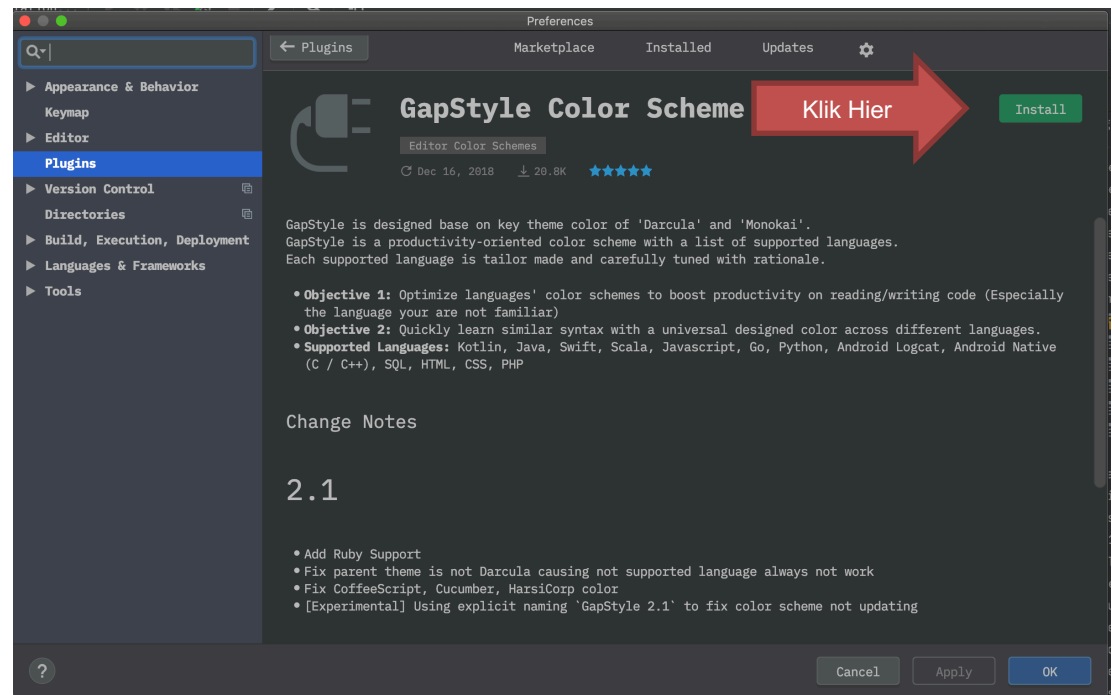 Preferences
← Plugins
Marketplace
Installed
Updates
Appearance & Behavior
Keymap
Editor
Plugins
Version Control
Directories
Build, Execution, Deployment
Languages & Frameworks
Tools
GapStyle Color Scheme
Klik Hier
Install
Editor Color Schemes
Dec 16, 2018
20.8K
GapStyle is designed base on key theme color of 'Darcula' and 'Monokai'.
GapStyle is a productivity-oriented color scheme with a list of supported languages.
Each supported language is tailor made and carefully tuned with rationale.
• Objective 1: Optimize languages' color schemes to boost productivity on reading/writing code (Especially
the language your are not familiar)
• Objective 2: Quickly learn similar syntax with a universal designed color across different languages.
• Supported Languages: Kotlin, Java, Swift, Scala, Javascript, Go, Python, Android Logcat, Android Native
(C / C++), SQL, HTML, CSS, PHP
Change Notes
2.1
• Add Ruby Support
• Fix parent theme is not Darcula causing not supported language always not work
• Fix CoffeeScript, Cucumber, HarsiCorp color
• [Experimental] Using explicit naming `GapStyle 2.1` to fix color scheme not updating
?
Cancel
Apply
OK